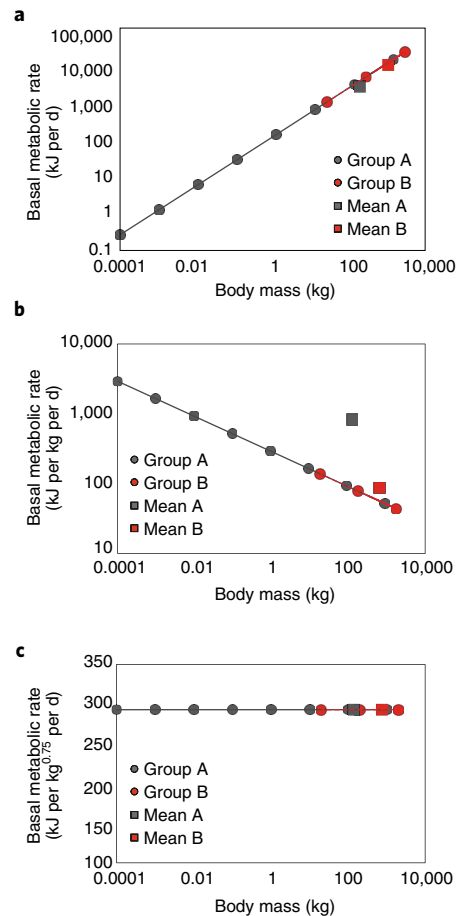 a
Basal metabolic rate
(kJ per d)
100,000
10,000
1,000
100
10
1
0.1
0.0001
0.01
1
100
10,000
Body mass (kg)
Group A
Group B
Mean A
Mean B
b
Basal metabolic rate
(kJ per kg per d)
10,000
1,000
100
10
0.0001
0.01
1
100
10,000
Body mass (kg)
Group A
Group B
Mean A
Mean B
c
Basal metabolic rate
(kJ per kg^0.75 per d)
350
300
250
200
150
100
0.0001
0.01
1
100
10,000
Body mass (kg)
Group A
Group B
Mean A
Mean B